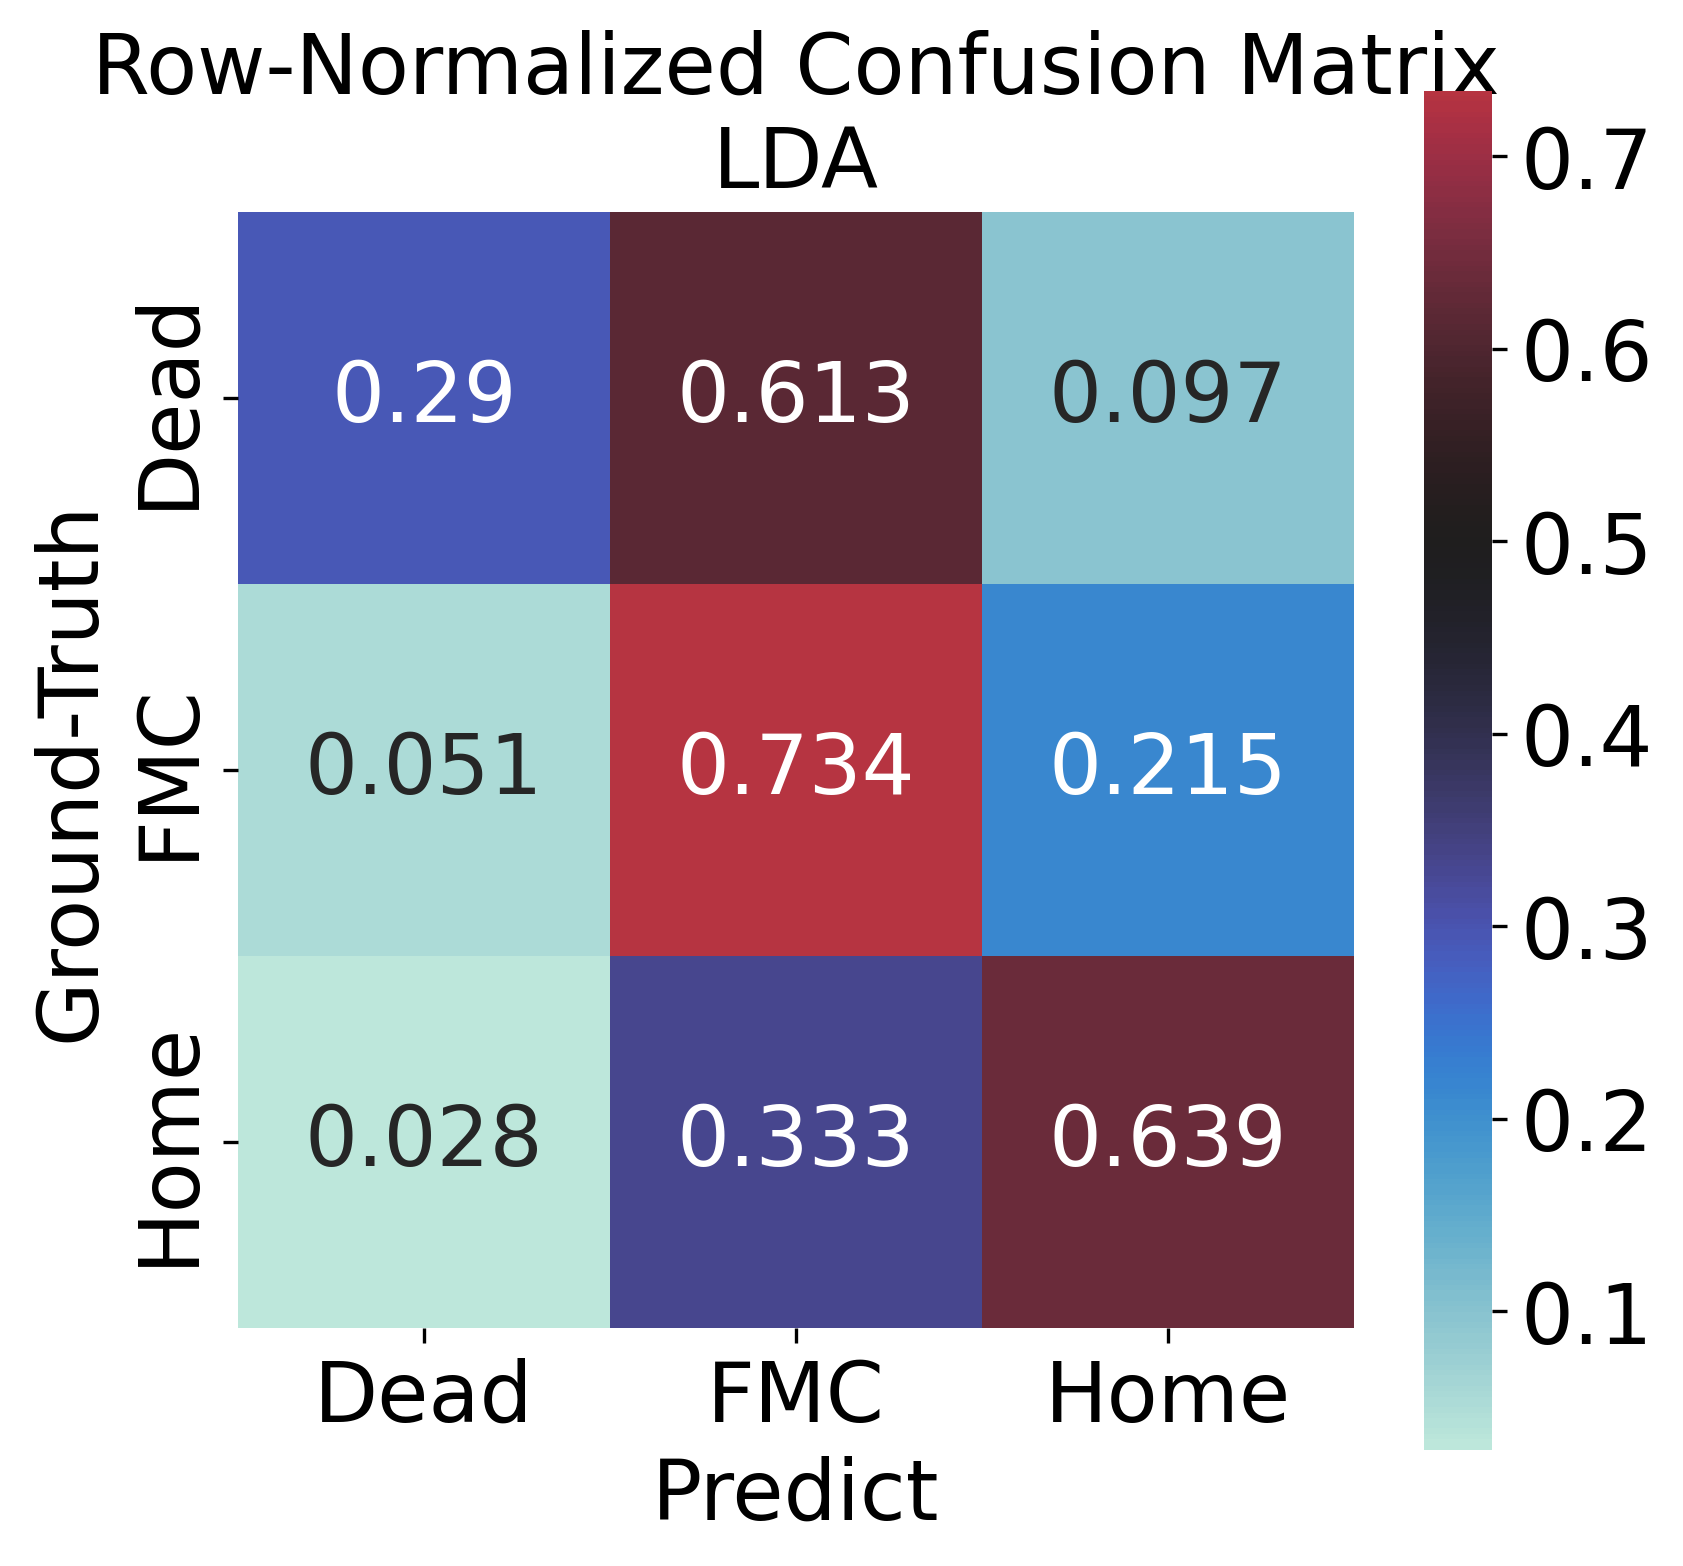 Row-Normalized Confusion Matrix
LDA
Ground-Truth
Dead
0.29 0.613 0.097
FMC
0.051 0.734 0.215
Home
0.028 0.333 0.639
Dead FMC Home
Predict
0.7
0.6
0.5
0.4
0.3
0.2
0.1